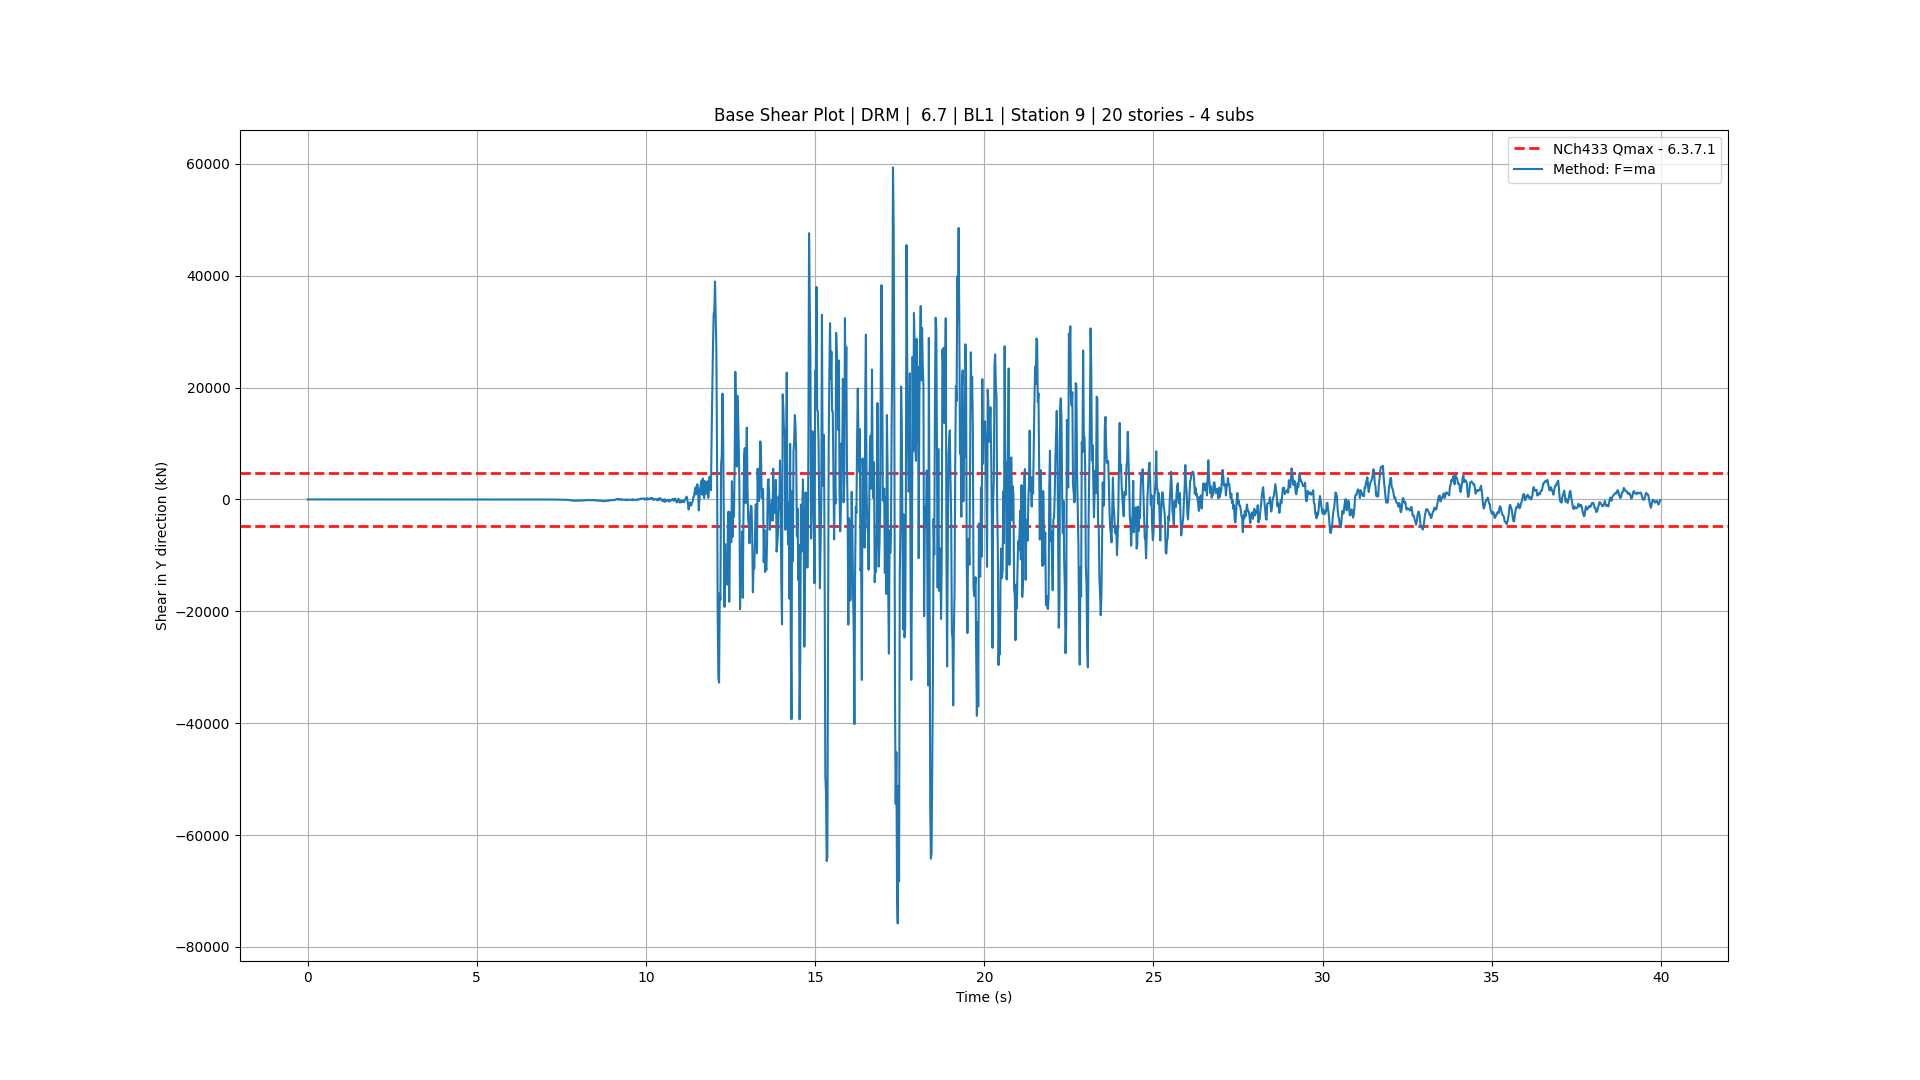 Base Shear Plot | DRM |  6.7 | BL1 | Station 9 | 20 stories - 4 subs
NCh433 Qmax - 6.3.7.1
Method: F=ma
Shear in Y direction (kN)
60000
40000
20000
0
−20000
−40000
−60000
−80000
0 5 10 15 20 25 30 35 40
Time (s)